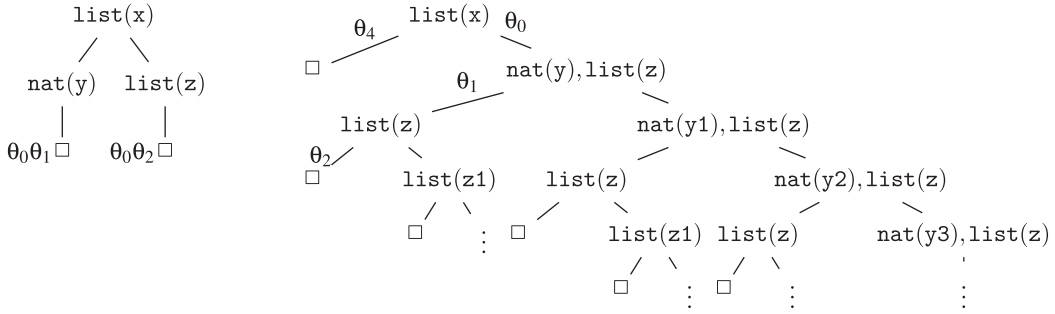 list(x)
nat(y) list(z)
θ0θ1 □ θ0θ2 □
list(x)
θ4 θ0
□ nat(y),list(z)
θ1
list(z) nat(y1),list(z)
θ2
□ list(z1) list(z) nat(y2),list(z)
□ ⋮ □ list(z1) list(z) nat(y3),list(z)
□ ⋮ □ ⋮ ⋮